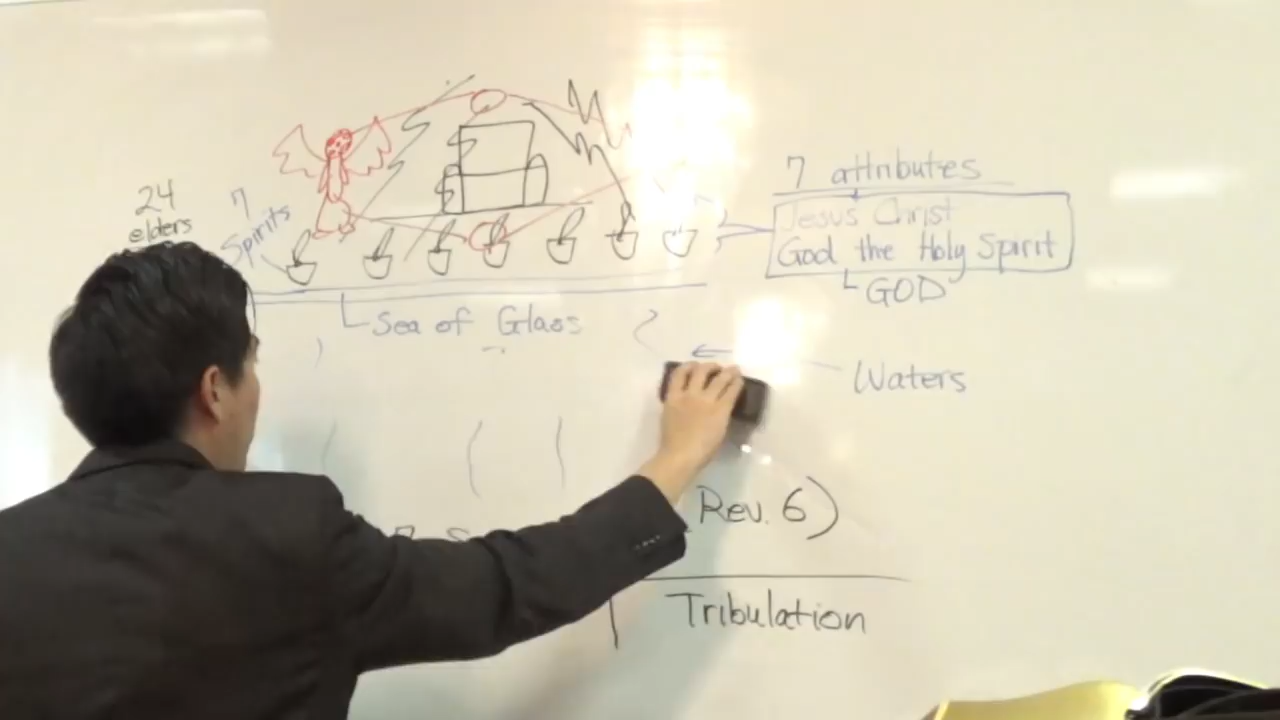 24
elders
7
Spirits
7 attributes
Jesus Christ
God the Holy Spirit
GOD
Sea of Glass
Waters
Rev. 6)
Tribulation